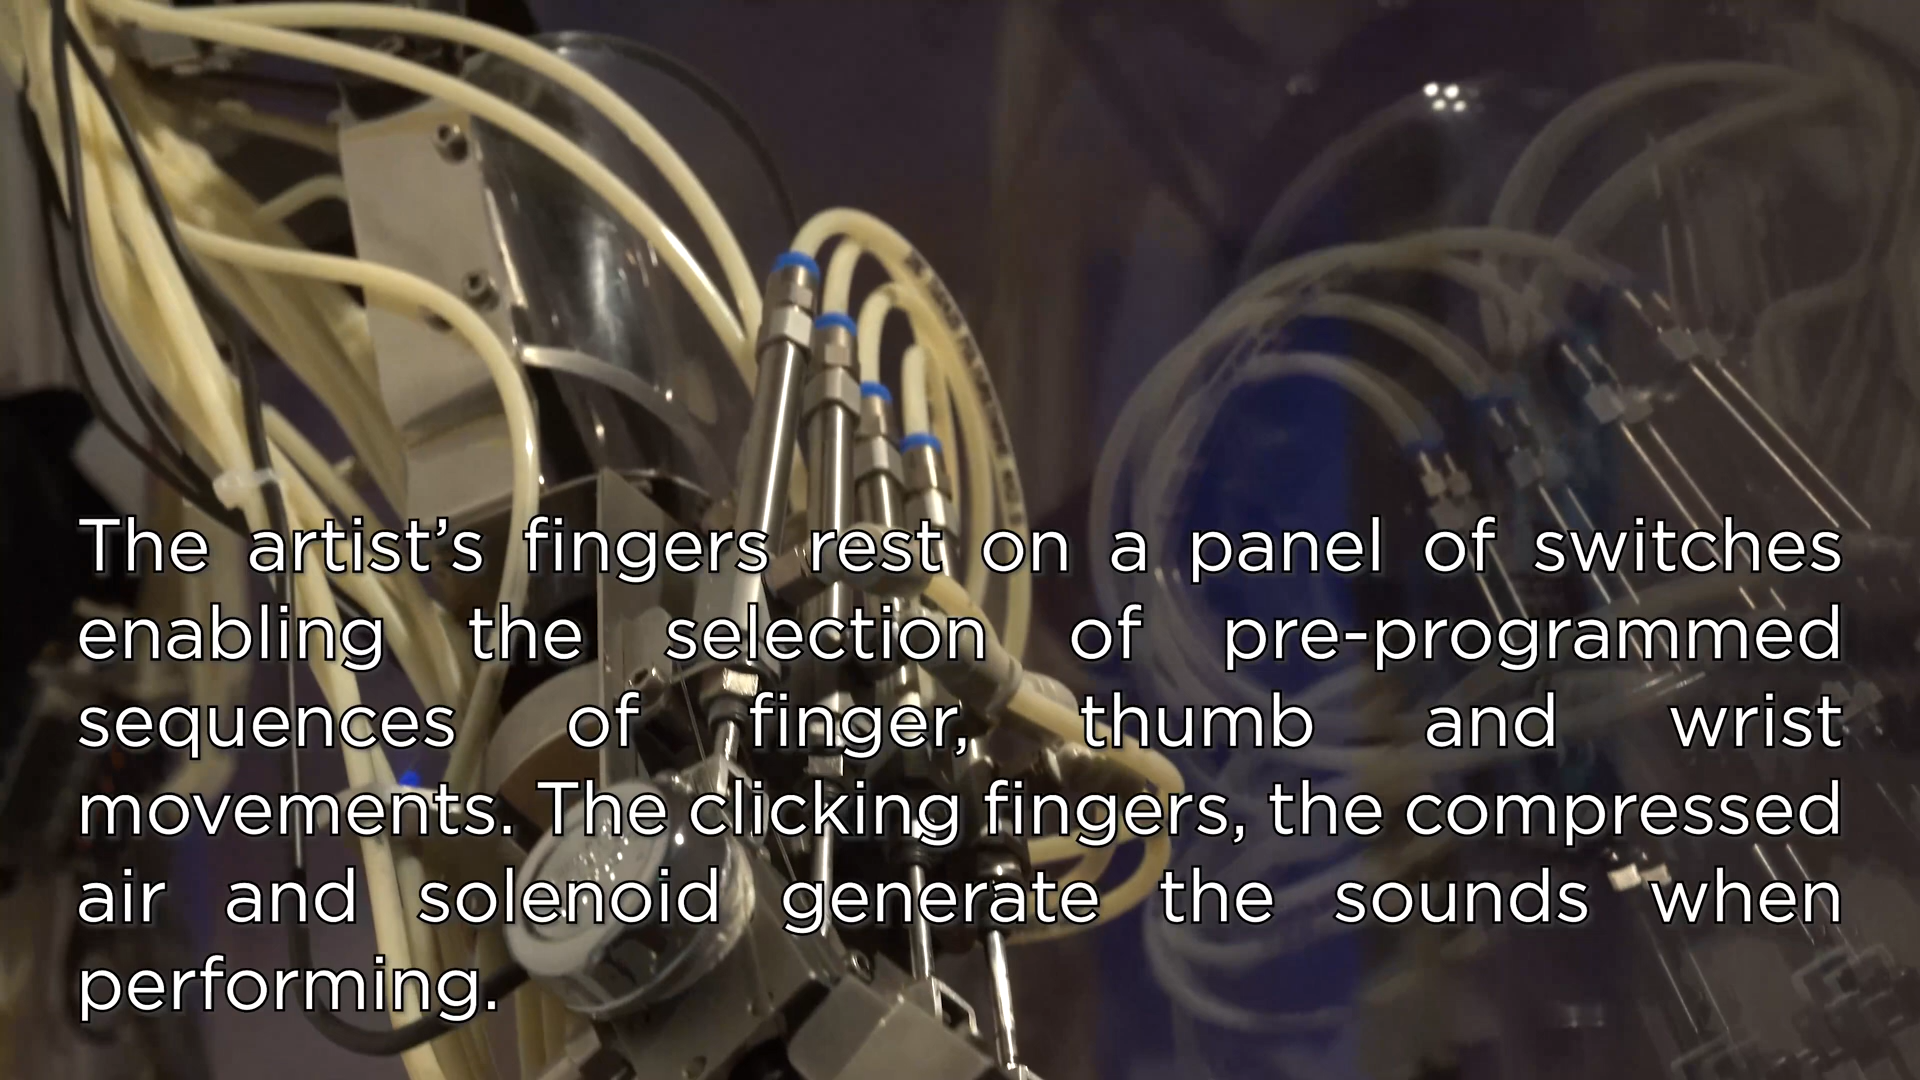 The artist’s fingers rest on a panel of switches
enabling the selection of pre-programmed
sequences of finger, thumb and wrist
movements. The clicking fingers, the compressed
air and solenoid generate the sounds when
performing.